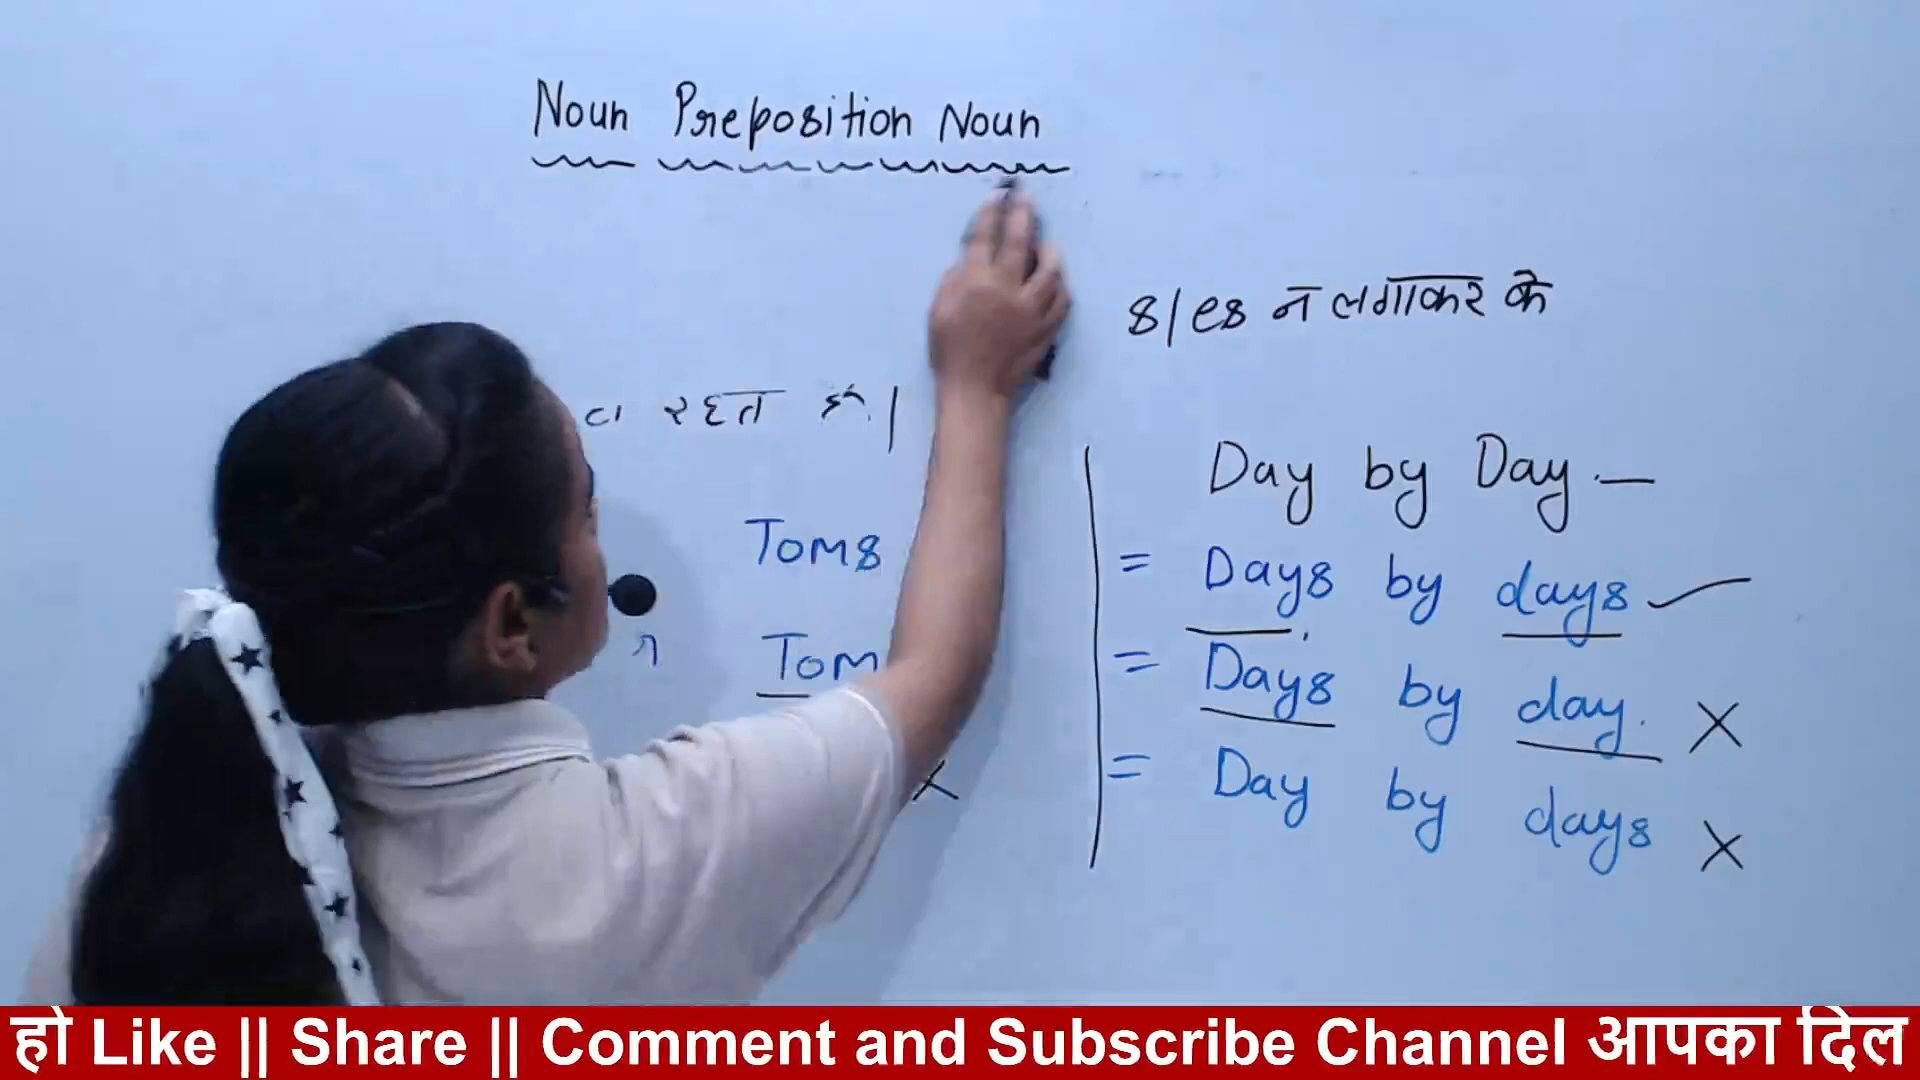 Noun Preposition Noun
s/es न लगाकर के
रहता है।
Day by Day. —
Toms
= Days by days ✓
Tom
= Days by day. ×
×
= Day by days ×
हो Like || Share || Comment and Subscribe Channel आपका दिल